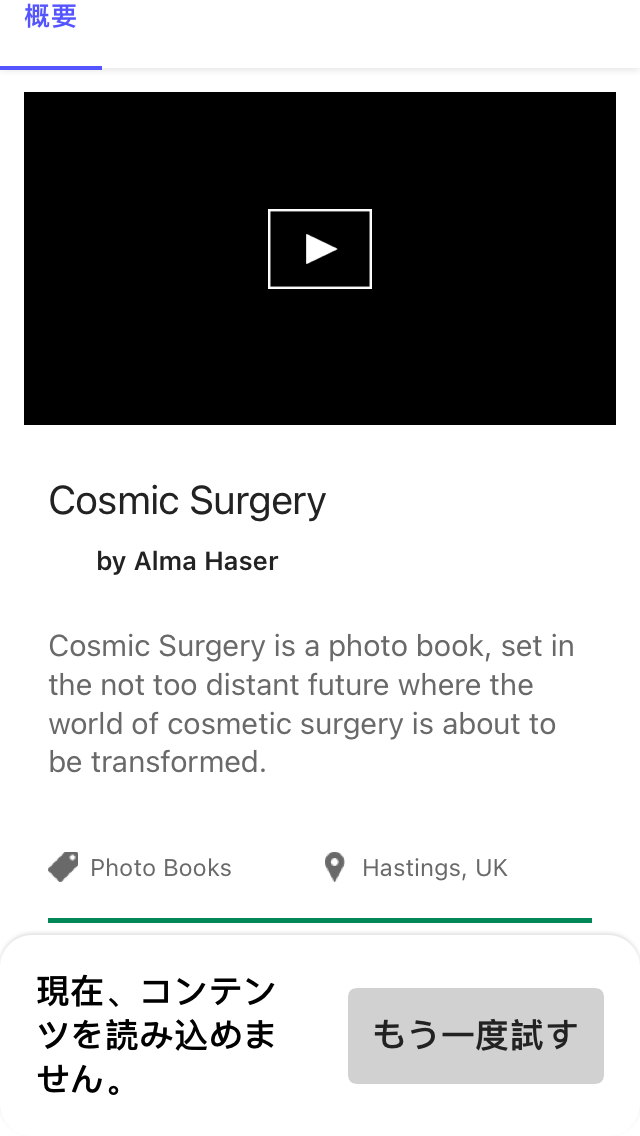 概要
Cosmic Surgery
by Alma Haser
Cosmic Surgery is a photo book, set in
the not too distant future where the
world of cosmetic surgery is about to
be transformed.
Photo Books
Hastings, UK
現在、コンテン
ツを読み込めま
せん。
もう一度試す